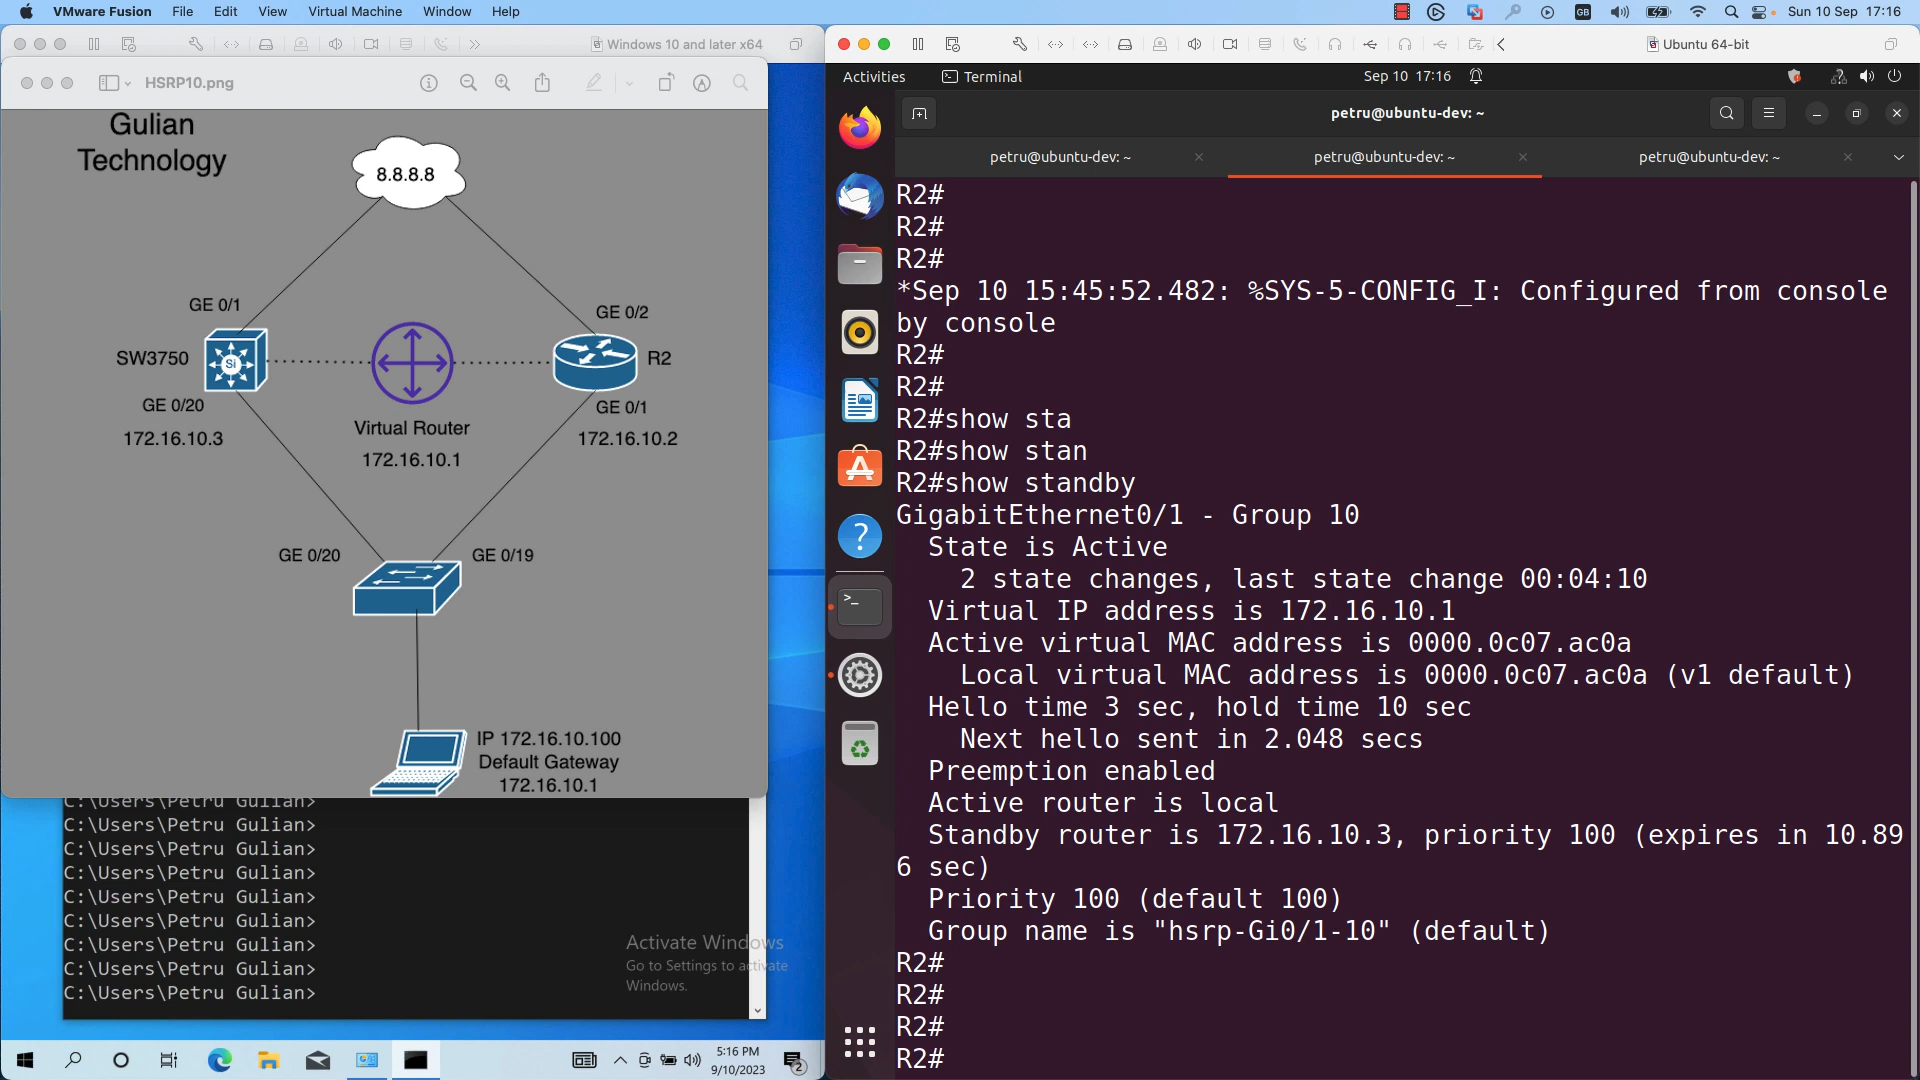 VMware Fusion File Edit View Virtual Machine Window Help
GB
Sun 10 Sep 17:16
Windows 10 and later x64
HSRP10.png
Gulian
Technology
8.8.8.8
GE 0/1
GE 0/2
SW3750
Si
R2
GE 0/20
GE 0/1
172.16.10.3
Virtual Router
172.16.10.2
172.16.10.1
GE 0/20
GE 0/19
IP 172.16.10.100
Default Gateway
172.16.10.1
C:\Users\Petru Gulian>
C:\Users\Petru Gulian>
C:\Users\Petru Gulian>
C:\Users\Petru Gulian>
C:\Users\Petru Gulian>
C:\Users\Petru Gulian>
C:\Users\Petru Gulian>
C:\Users\Petru Gulian>
C:\Users\Petru Gulian>
Activate Windows
Go to Settings to activate
Windows.
5:16 PM
9/10/2023
2
Ubuntu 64-bit
Activities Terminal
Sep 10 17:16
petru@ubuntu-dev: ~
petru@ubuntu-dev: ~
petru@ubuntu-dev: ~
petru@ubuntu-dev: ~
R2#
R2#
R2#
*Sep 10 15:45:52.482: %SYS-5-CONFIG_I: Configured from console
by console
R2#
R2#
R2#show sta
R2#show stan
R2#show standby
GigabitEthernet0/1 - Group 10
State is Active
2 state changes, last state change 00:04:10
Virtual IP address is 172.16.10.1
Active virtual MAC address is 0000.0c07.ac0a
Local virtual MAC address is 0000.0c07.ac0a (v1 default)
Hello time 3 sec, hold time 10 sec
Next hello sent in 2.048 secs
Preemption enabled
Active router is local
Standby router is 172.16.10.3, priority 100 (expires in 10.89
6 sec)
Priority 100 (default 100)
Group name is "hsrp-Gi0/1-10" (default)
R2#
R2#
R2#
R2#